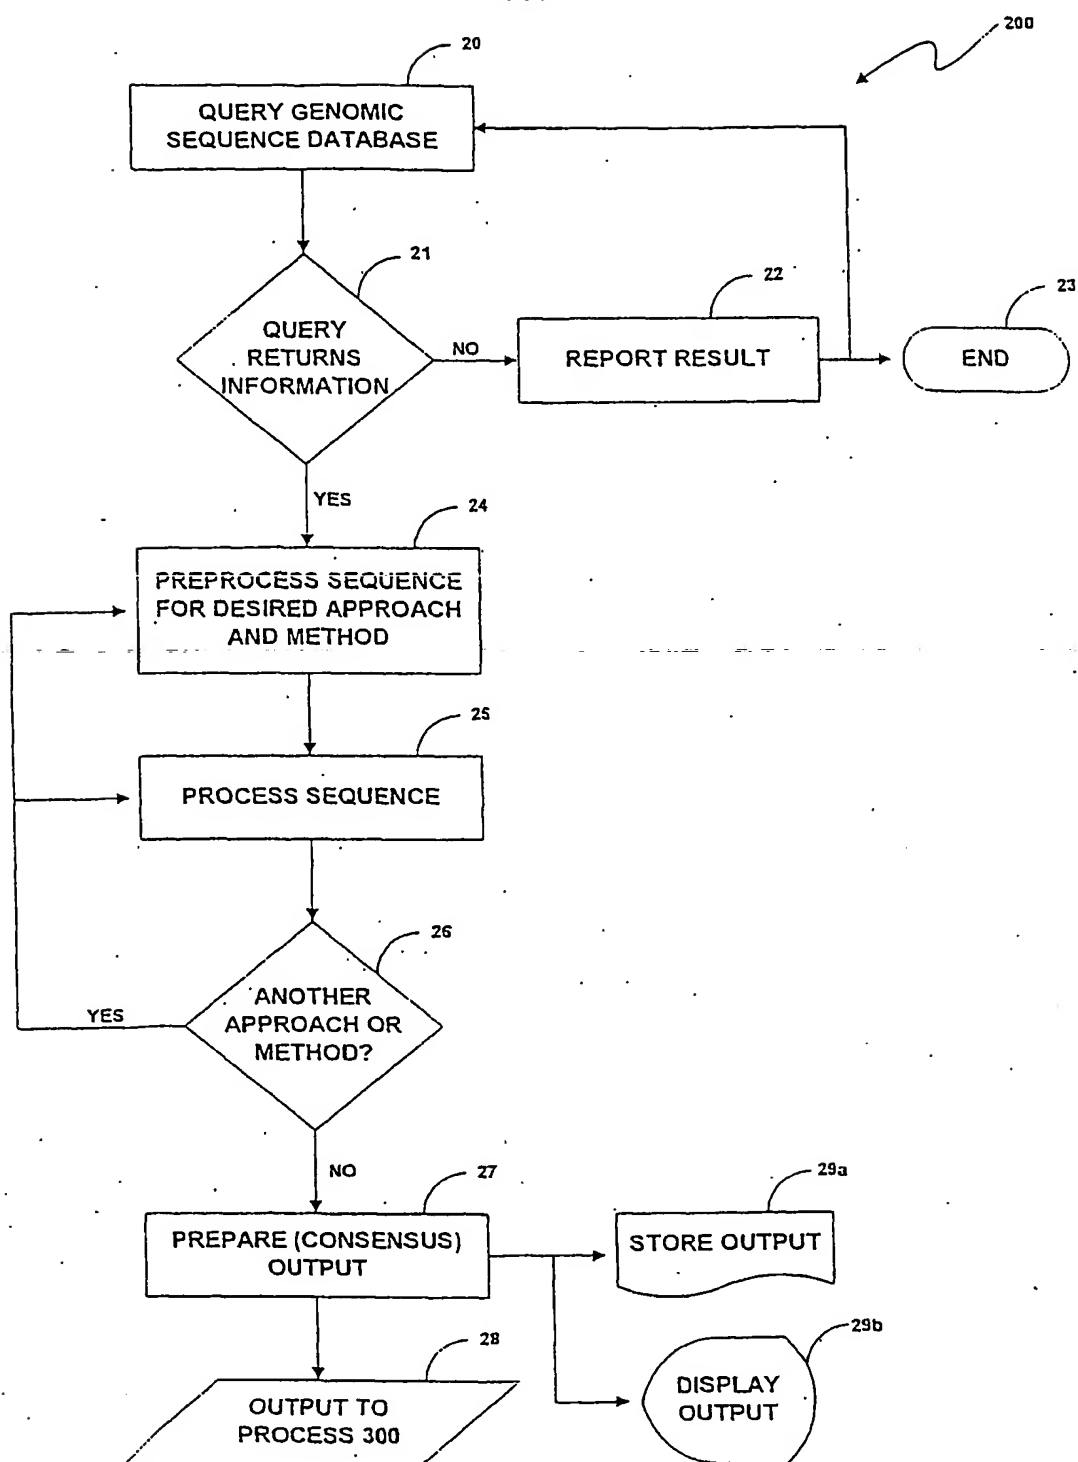 200
20
QUERY GENOMIC
SEQUENCE DATABASE
21
QUERY
RETURNS
INFORMATION
NO
22
REPORT RESULT
23
END
YES
24
PREPROCESS SEQUENCE
FOR DESIRED APPROACH
AND METHOD
25
PROCESS SEQUENCE
26
ANOTHER
APPROACH OR
METHOD?
YES
NO
27
PREPARE (CONSENSUS)
OUTPUT
29a
STORE OUTPUT
28
OUTPUT TO
PROCESS 300
29b
DISPLAY
OUTPUT